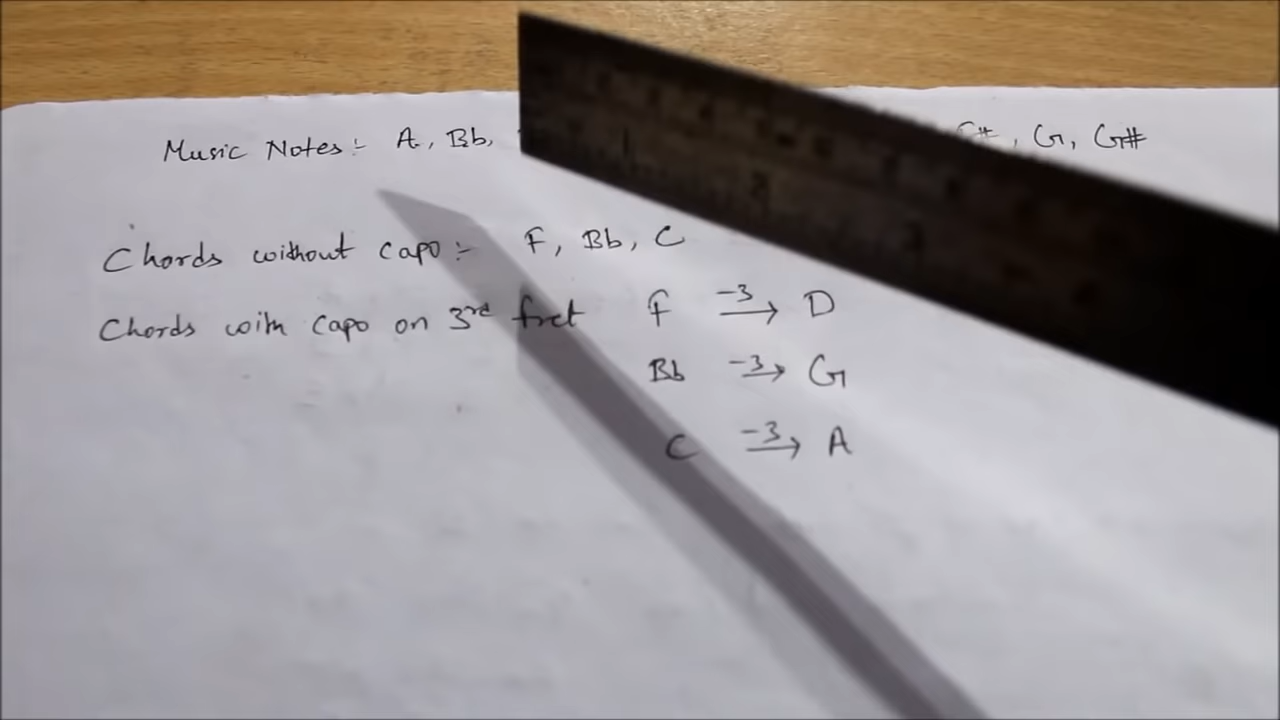 Music Notes:- A, Bb, G, G#
Chords without capo:- F, Bb, C
Chords with capo on 3rd fret F -3→ D
Bb -3→ G
C -3→ A